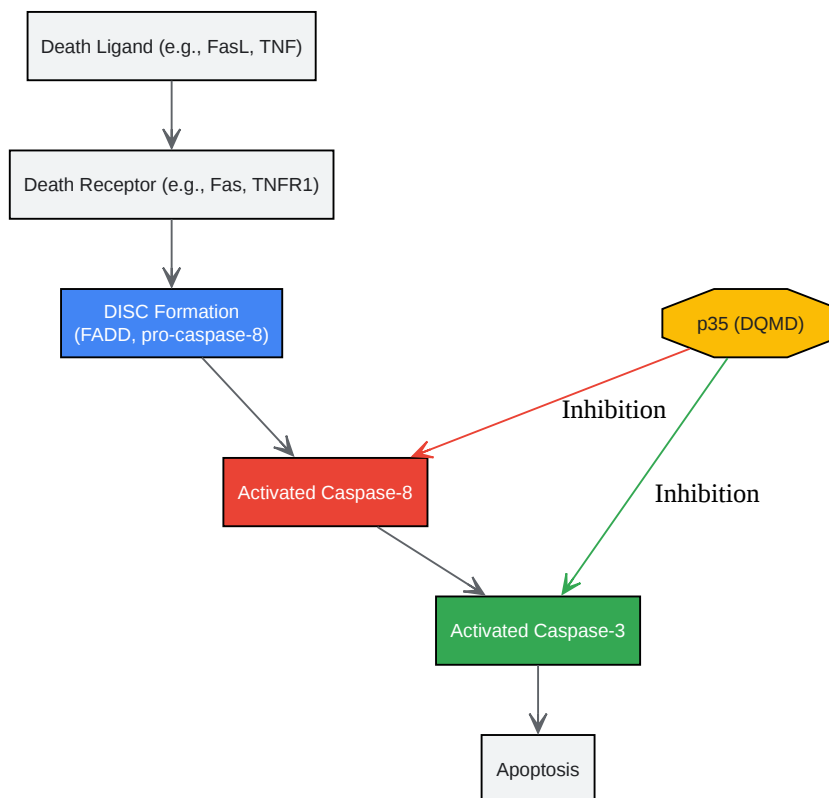 Death Ligand (e.g., FasL, TNF)
Death Receptor (e.g., Fas, TNFR1)
DISC Formation
(FADD, pro-caspase-8)
p35 (DQMD)
Inhibition
Activated Caspase-8
Inhibition
Activated Caspase-3
Apoptosis